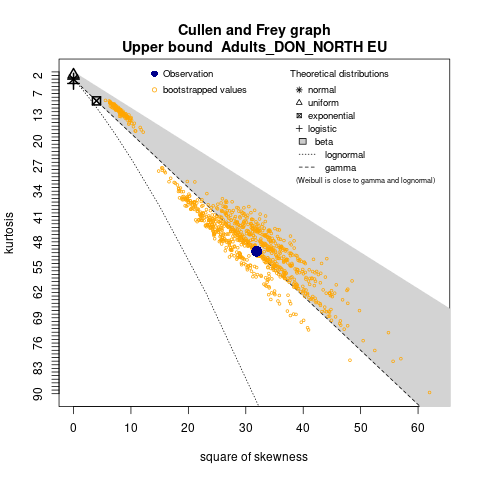 Cullen and Frey graph
Upper bound  Adults_DON_NORTH EU
Observation
bootstrapped values
Theoretical distributions
normal
uniform
exponential
logistic
beta
lognormal
gamma
(Weibull is close to gamma and lognormal)
kurtosis
2
7
13
20
27
34
41
48
55
62
69
76
83
90
0
10
20
30
40
50
60
square of skewness